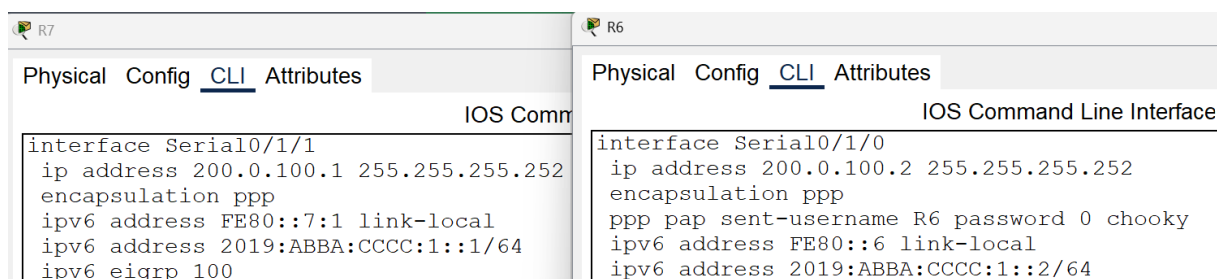 R7
Physical Config CLI Attributes
IOS Comm
interface Serial0/1/1
ip address 200.0.100.1 255.255.255.252
encapsulation ppp
ipv6 address FE80::7:1 link-local
ipv6 address 2019:ABBA:CCCC:1::1/64
ipv6 eigrp 100
R6
Physical Config CLI Attributes
IOS Command Line Interface
interface Serial0/1/0
ip address 200.0.100.2 255.255.255.252
encapsulation ppp
ppp pap sent-username R6 password 0 chooky
ipv6 address FE80::6 link-local
ipv6 address 2019:ABBA:CCCC:1::2/64